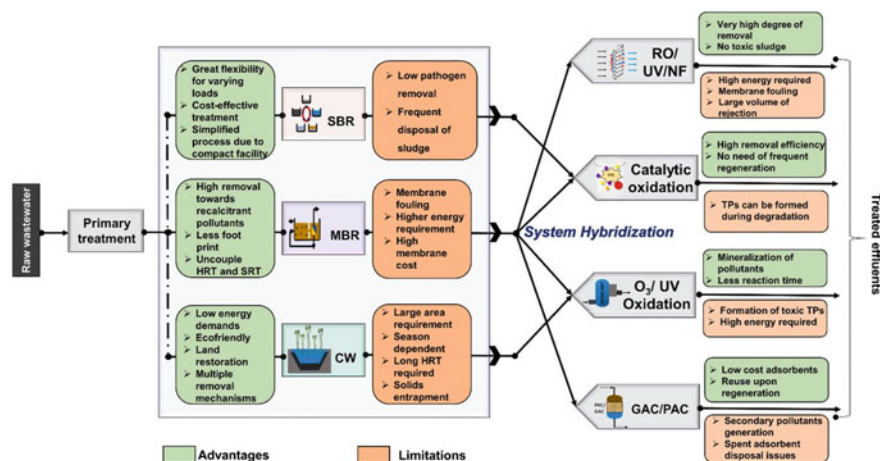 Raw wastewater
Primary
treatment
➢ Great flexibility
for varying
loads
➢ Cost-effective
treatment
➢ Simplified
process due to
compact facility
SBR
➢ Low pathogen
removal
➢ Frequent
disposal of
sludge
➢ High removal
towards
recalcitrant
pollutants
➢ Less foot
print
➢ Uncouple
HRT and SRT
MBR
➢ Membrane
fouling
➢ Higher energy
requirement
➢ High
membrane
cost
➢ Low energy
demands
➢ Ecofriendly
➢ Land
restoration
➢ Multiple
removal
mechanisms
CW
➢ Large area
requirement
➢ Season
dependent
➢ Long HRT
required
➢ Solids
entrapment
System Hybridization
RO/
UV/NF
➢ Very high degree of
removal
➢ No toxic sludge
➢ High energy required
➢ Membrane fouling
➢ Large volume of
rejection
Catalytic
oxidation
➢ High removal efficiency
➢ No need of frequent
regeneration
➢ TPs can be formed
during degradation
O₃/ UV
Oxidation
➢ Mineralization of
pollutants
➢ Less reaction time
➢ Formation of toxic TPs
➢ High energy required
PAC/
GAC
GAC/PAC
➢ Low cost adsorbents
➢ Reuse upon
regeneration
➢ Secondary pollutants
generation
➢ Spent adsorbent
disposal issues
Treated effluents
Advantages
Limitations